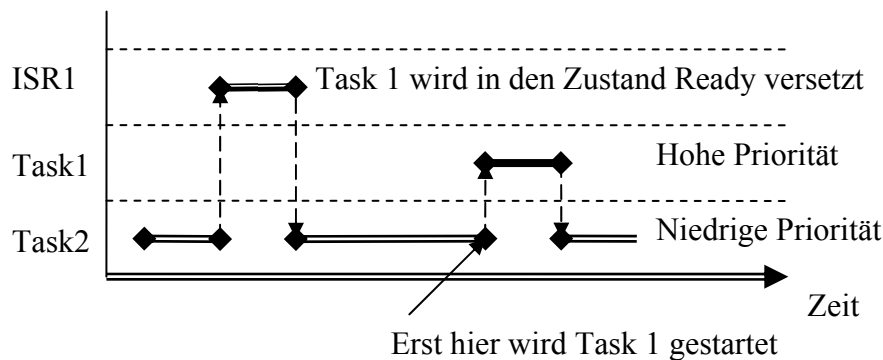 ISR1 Task 1 wird in den Zustand Ready versetzt
Task1 Hohe Priorität
Task2 Niedrige Priorität
Zeit
Erst hier wird Task 1 gestartet